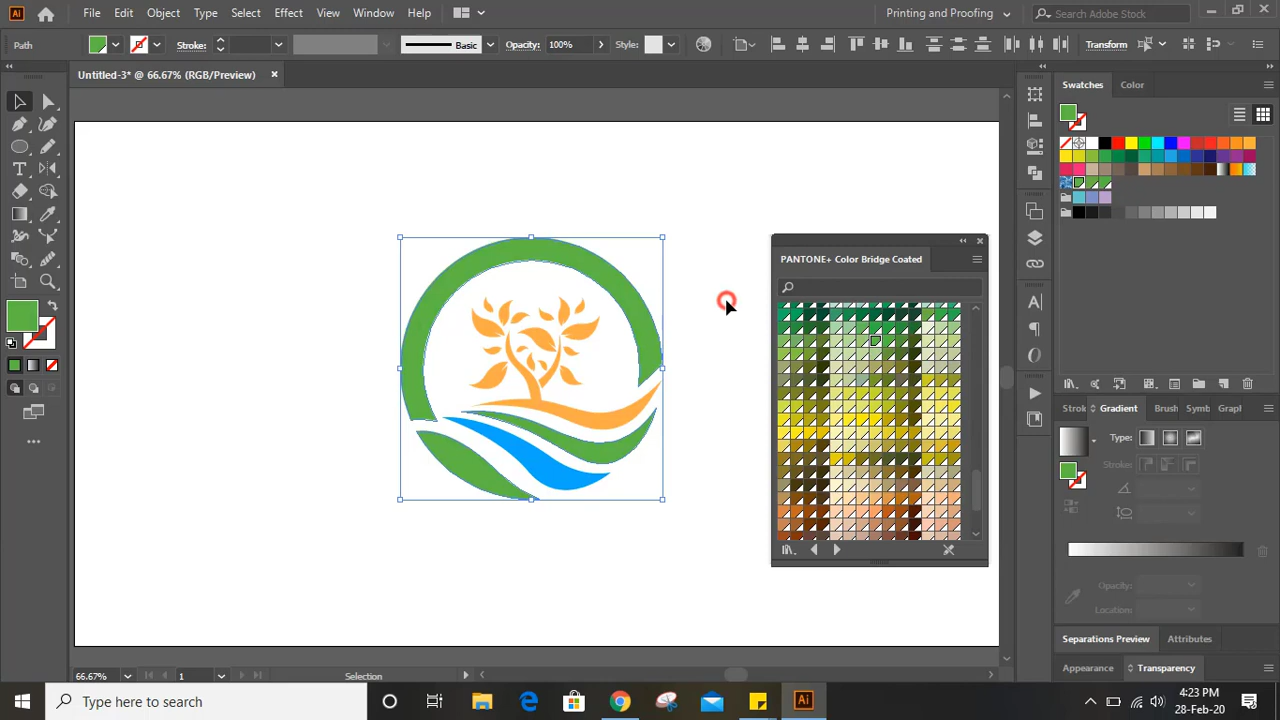 Ai File Edit Object Type Select Effect View Window Help Printing and Proofing Search Adobe Stock
Path Stroke: Basic Opacity: 100% Style: Transform
Untitled-3* @ 66.67% (RGB/Preview)
Swatches Color
PANTONE+ Color Bridge Coated
Strok Gradient Brush Symb Graph
Type:
Stroke:
Opacity:
Location:
Separations Preview Attributes
Appearance Transparency
66.67% 1 Selection
Type here to search
Ai
4:23 PM
28-Feb-20